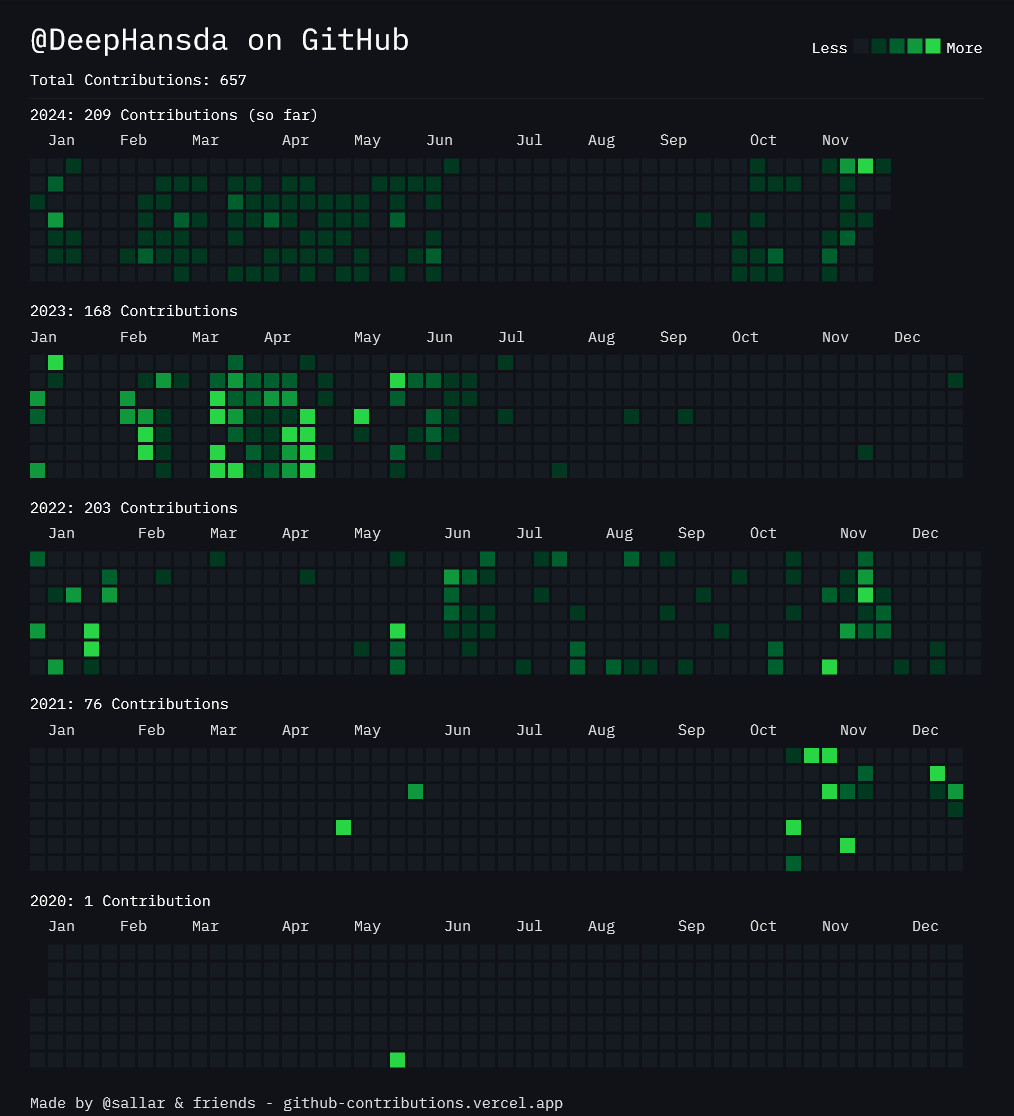 @DeepHansda on GitHub
Less More
Total Contributions: 657
2024: 209 Contributions (so far)
Jan Feb Mar Apr May Jun Jul Aug Sep Oct Nov
2023: 168 Contributions
Jan Feb Mar Apr May Jun Jul Aug Sep Oct Nov Dec
2022: 203 Contributions
Jan Feb Mar Apr May Jun Jul Aug Sep Oct Nov Dec
2021: 76 Contributions
Jan Feb Mar Apr May Jun Jul Aug Sep Oct Nov Dec
2020: 1 Contribution
Jan Feb Mar Apr May Jun Jul Aug Sep Oct Nov Dec
Made by @sallar & friends - github-contributions.vercel.app